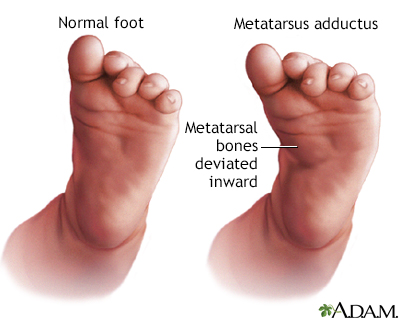 Normal foot
Metatarsus adductus
Metatarsal
bones
deviated
inward
A.D.A.M.